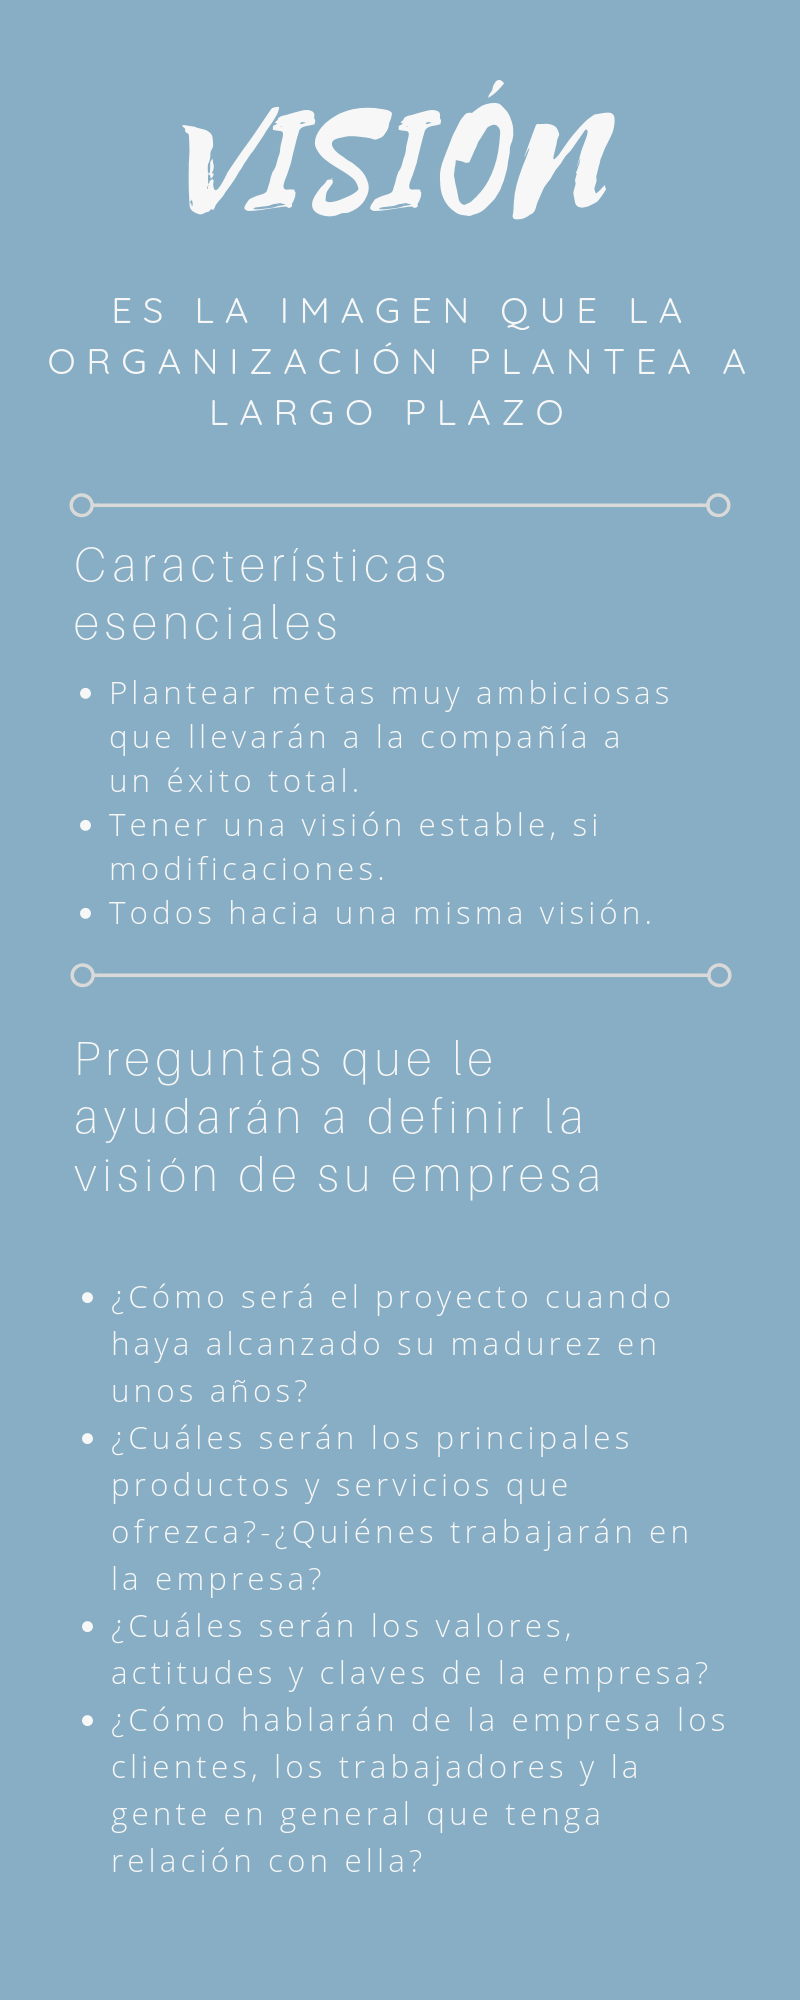 VISIÓN
ES LA IMAGEN QUE LA
ORGANIZACIÓN PLANTEA A
LARGO PLAZO
Características
esenciales
• Plantear metas muy ambiciosas
que llevarán a la compañía a
un éxito total.
• Tener una visión estable, si
modificaciones.
• Todos hacia una misma visión.
Preguntas que le
ayudarán a definir la
visión de su empresa
• ¿Cómo será el proyecto cuando
haya alcanzado su madurez en
unos años?
• ¿Cuáles serán los principales
productos y servicios que
ofrezca?-¿Quiénes trabajarán en
la empresa?
• ¿Cuáles serán los valores,
actitudes y claves de la empresa?
• ¿Cómo hablarán de la empresa los
clientes, los trabajadores y la
gente en general que tenga
relación con ella?